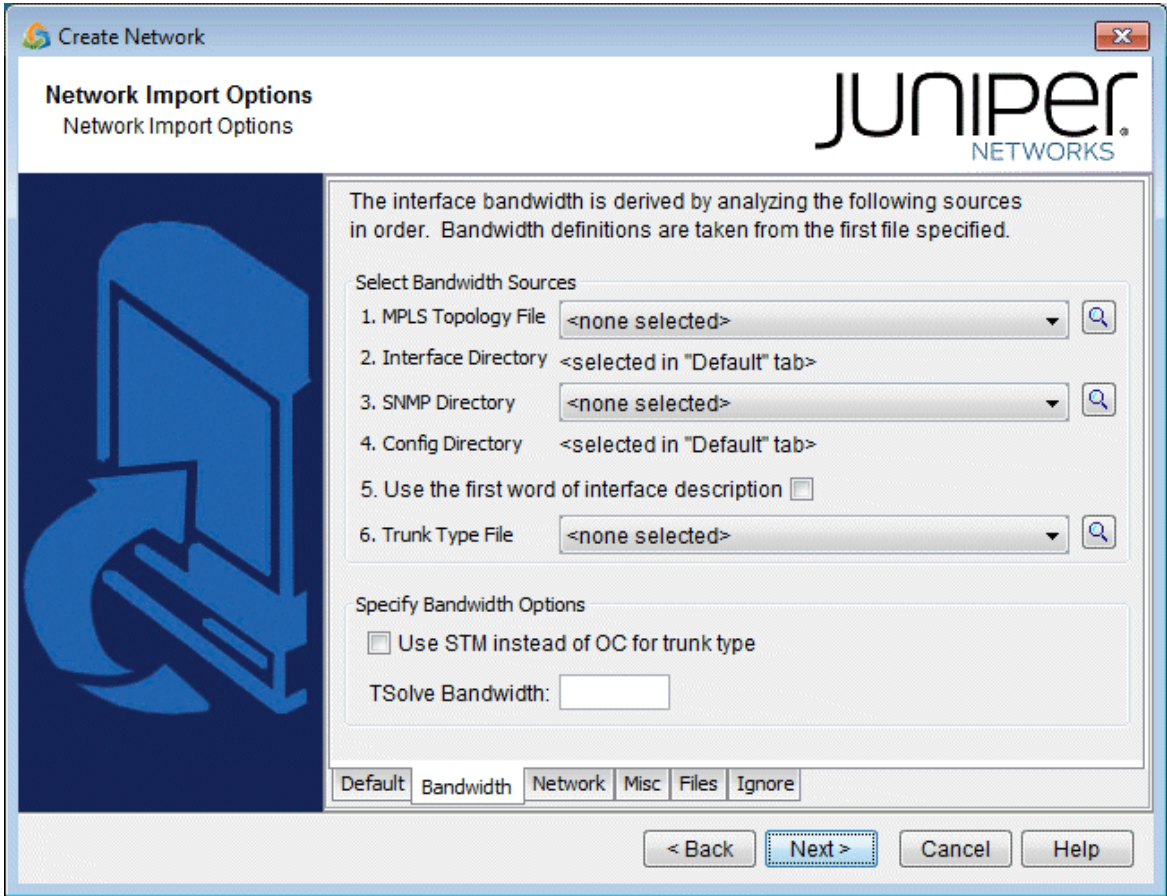 Create Network
Network Import Options
Network Import Options
JUNIPER
NETWORKS
The interface bandwidth is derived by analyzing the following sources
in order. Bandwidth definitions are taken from the first file specified.
Select Bandwidth Sources
1. MPLS Topology File <none selected>
2. Interface Directory <selected in "Default" tab>
3. SNMP Directory <none selected>
4. Config Directory <selected in "Default" tab>
5. Use the first word of interface description
6. Trunk Type File <none selected>
Specify Bandwidth Options
Use STM instead of OC for trunk type
TSolve Bandwidth:
Default Bandwidth Network Misc Files Ignore
< Back Next > Cancel Help